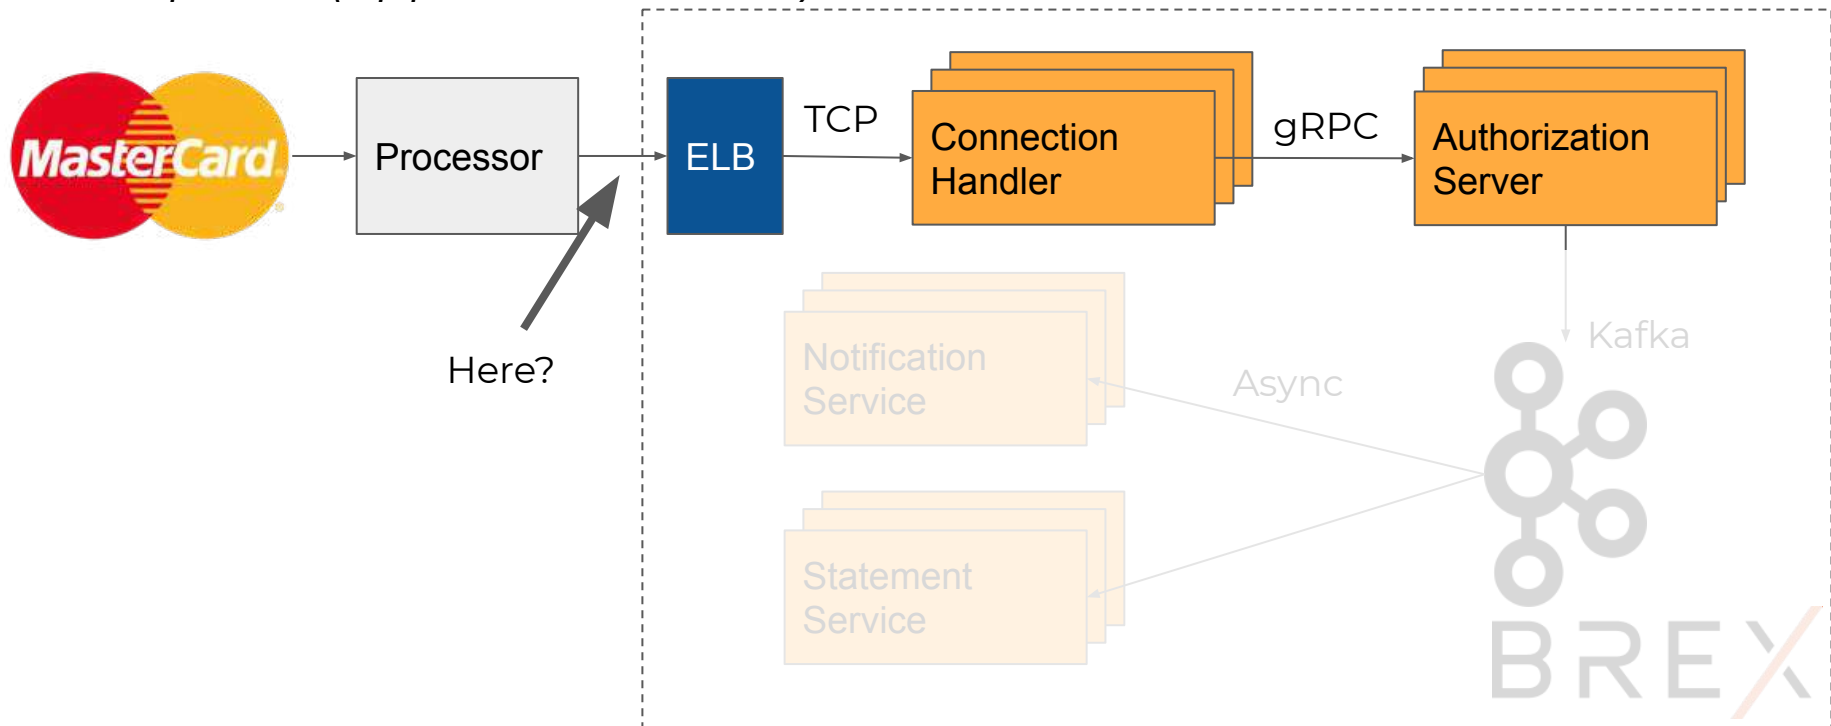 MasterCard
Processor
ELB
TCP
Connection
Handler
gRPC
Authorization
Server
Here?
Notification
Service
Async
Kafka
Statement
Service
BREX